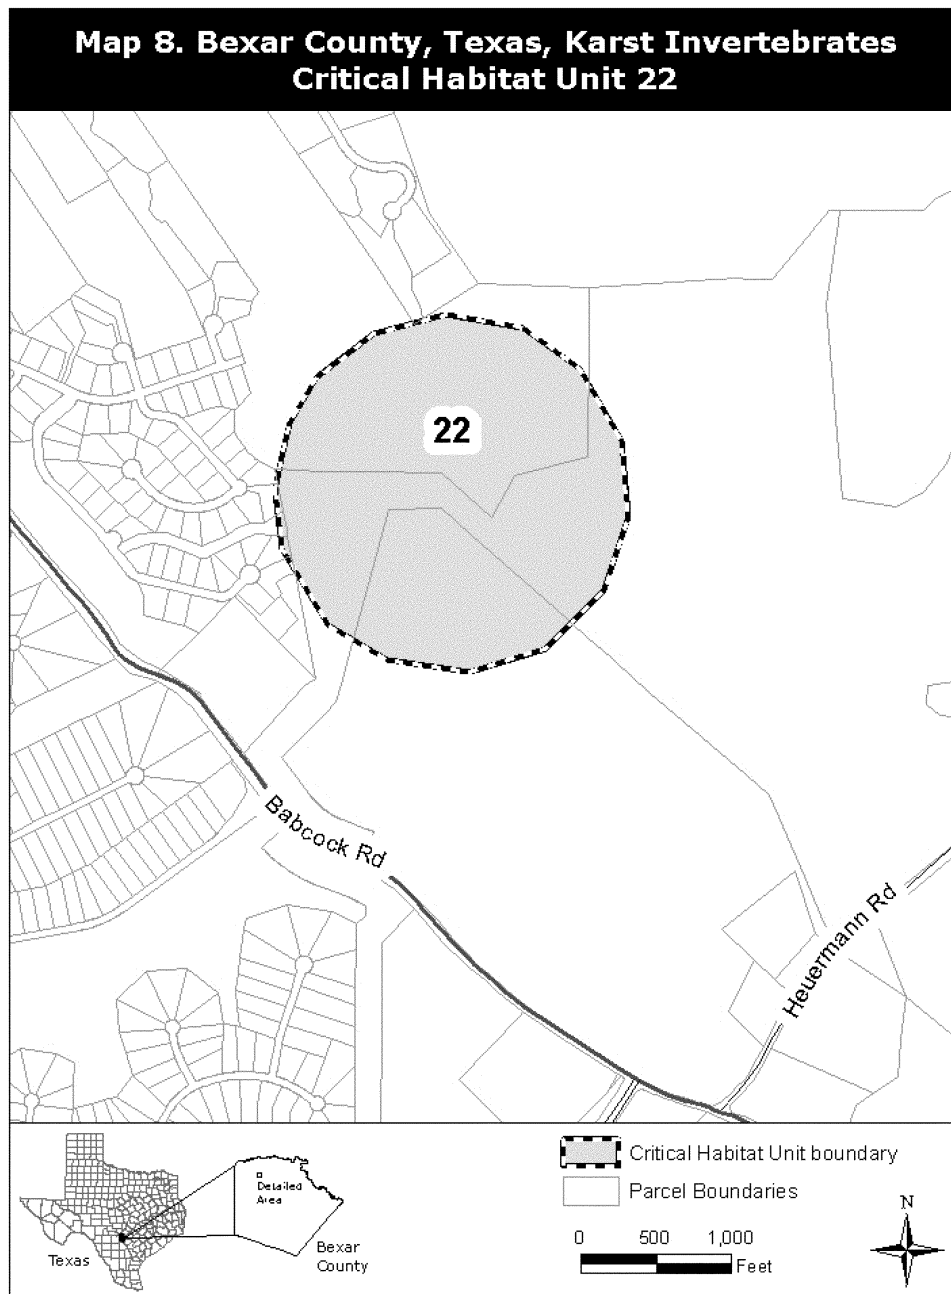 Map 8. Bexar County, Texas, Karst Invertebrates
Critical Habitat Unit 22
22
Babcock Rd
Heuermann Rd
Texas
Detailed
Area
Bexar
County
Critical Habitat Unit boundary
Parcel Boundaries
0 500 1,000
Feet
N